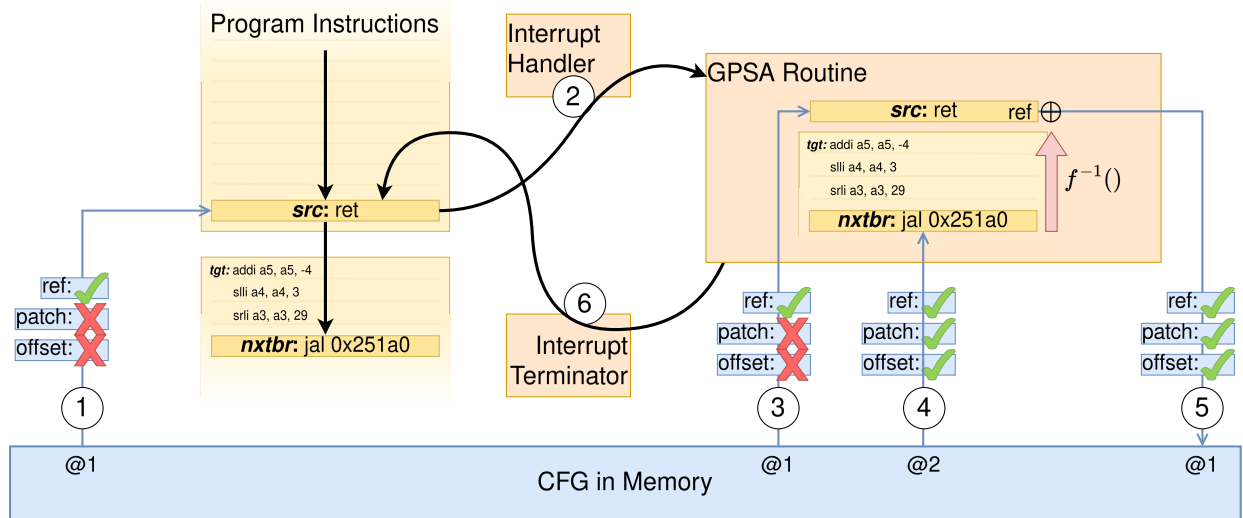 Program Instructions
src: ret
tgt: addi a5, a5, -4
slli a4, a4, 3
srli a3, a3, 29
nxtbr: jal 0x251a0
Interrupt
Handler
2
GPSA Routine
src: ret
ref
tgt: addi a5, a5, -4
slli a4, a4, 3
srli a3, a3, 29
nxtbr: jal 0x251a0
f⁻¹()
6
Interrupt
Terminator
ref:
patch:
offset:
1
@1
ref:
patch:
offset:
3
@1
ref:
patch:
offset:
4
@2
ref:
patch:
offset:
5
@1
CFG in Memory